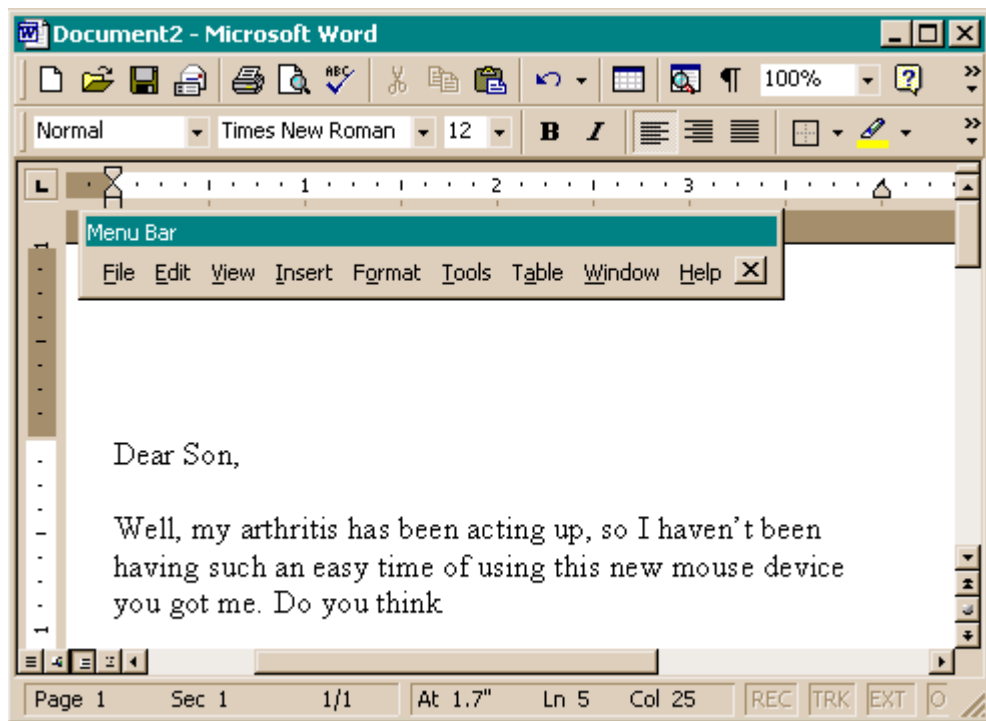 Document2 - Microsoft Word
ABC 100%
Normal Times New Roman 12 B I
L 1 2 3
Menu Bar
File Edit View Insert Format Tools Table Window Help
1
Dear Son,
Well, my arthritis has been acting up, so I haven't been
having such an easy time of using this new mouse device
you got me. Do you think
1
Page 1 Sec 1 1/1 At 1.7" Ln 5 Col 25 REC TRK EXT O